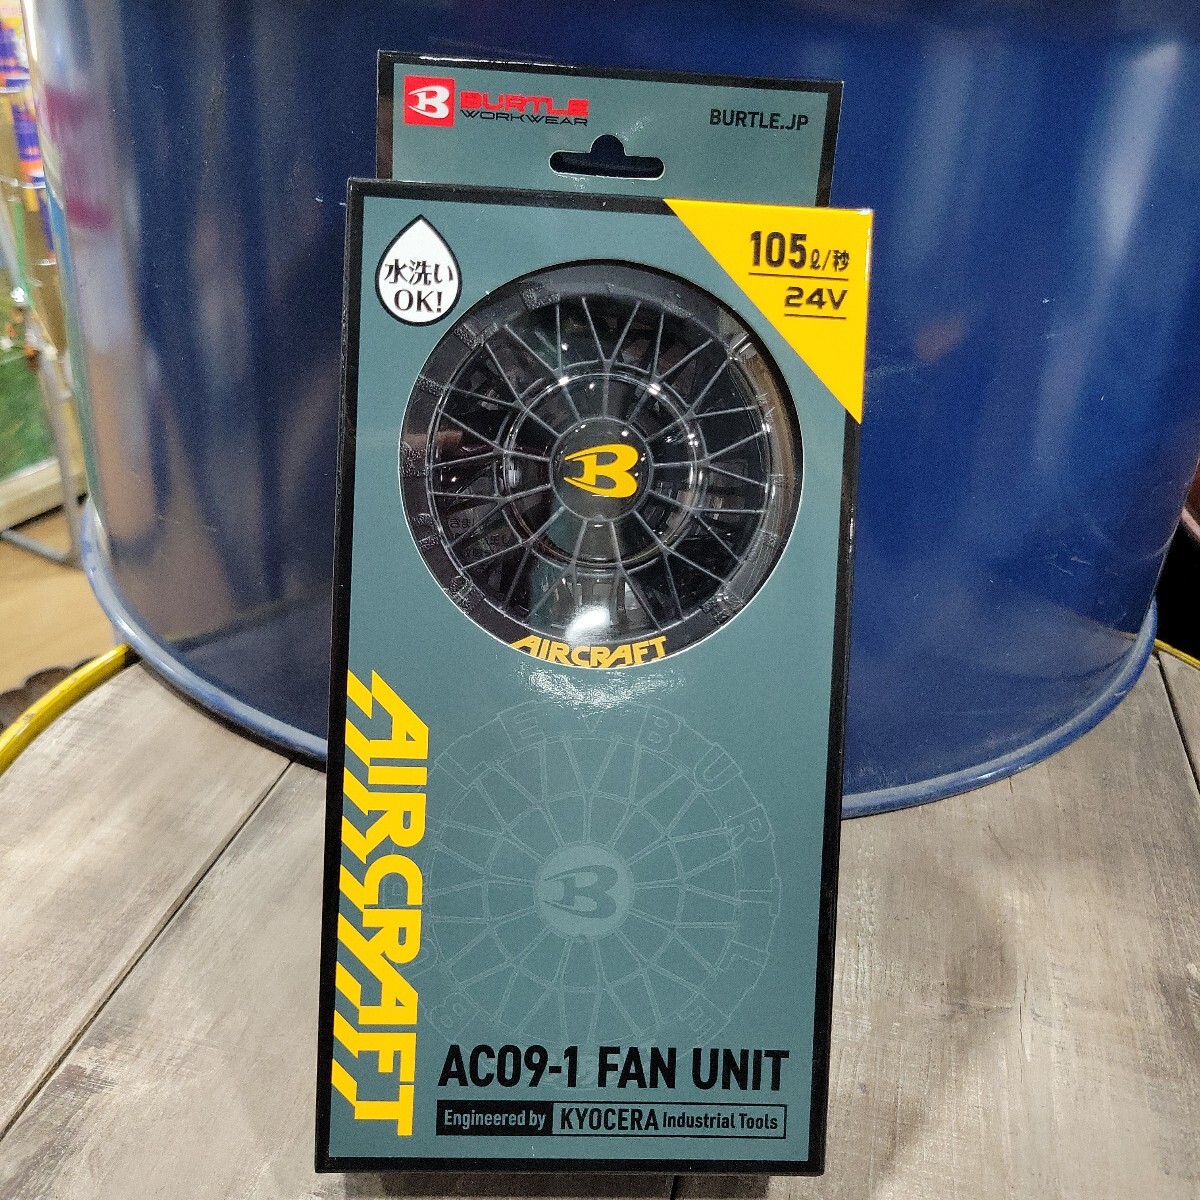 B BURTLE
WORKWEAR
BURTLE.JP
水洗い
OK!
105ℓ/秒
24V
B
AIRCRAFT
AIRCRAFT
BURTLE
B
AC09-1 FAN UNIT
Engineered by KYOCERA Industrial Tools